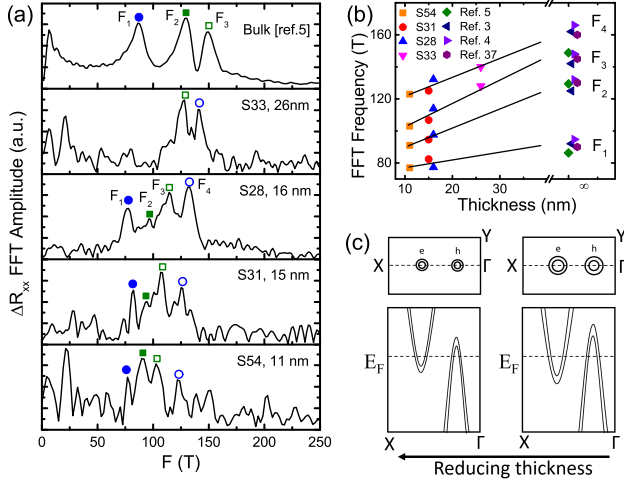 (a)
F1 F2 F3
Bulk [ref.5]
S33, 26nm
S28, 16 nm
F1 F2 F3 F4
S31, 15 nm
S54, 11 nm
ΔRxx FFT Amplitude (a.u.)
0 50 100 150 200 250
F (T)
(b)
S54 Ref. 5
S31 Ref. 3
S28 Ref. 4
S33 Ref. 37
F4
F3
F2
F1
160
120
80
FFT Frequency (T)
10 20 30 ∞
Thickness (nm)
(c)
Y Y
e h e h
X Γ X Γ
EF EF
X Γ X Γ
Reducing thickness